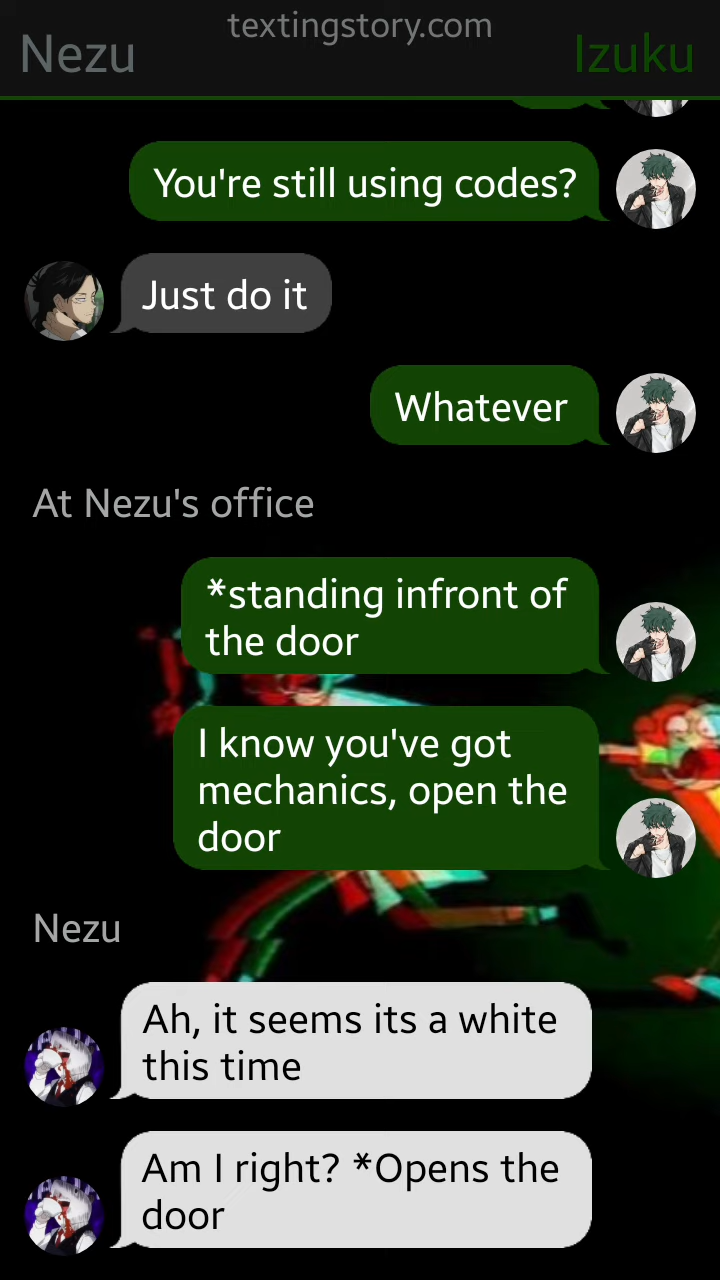 textingstory.com
Nezu
Izuku
You're still using codes?
Just do it
Whatever
At Nezu's office
*standing infront of
the door
I know you've got
mechanics, open the
door
Nezu
Ah, it seems its a white
this time
Am I right? *Opens the
door